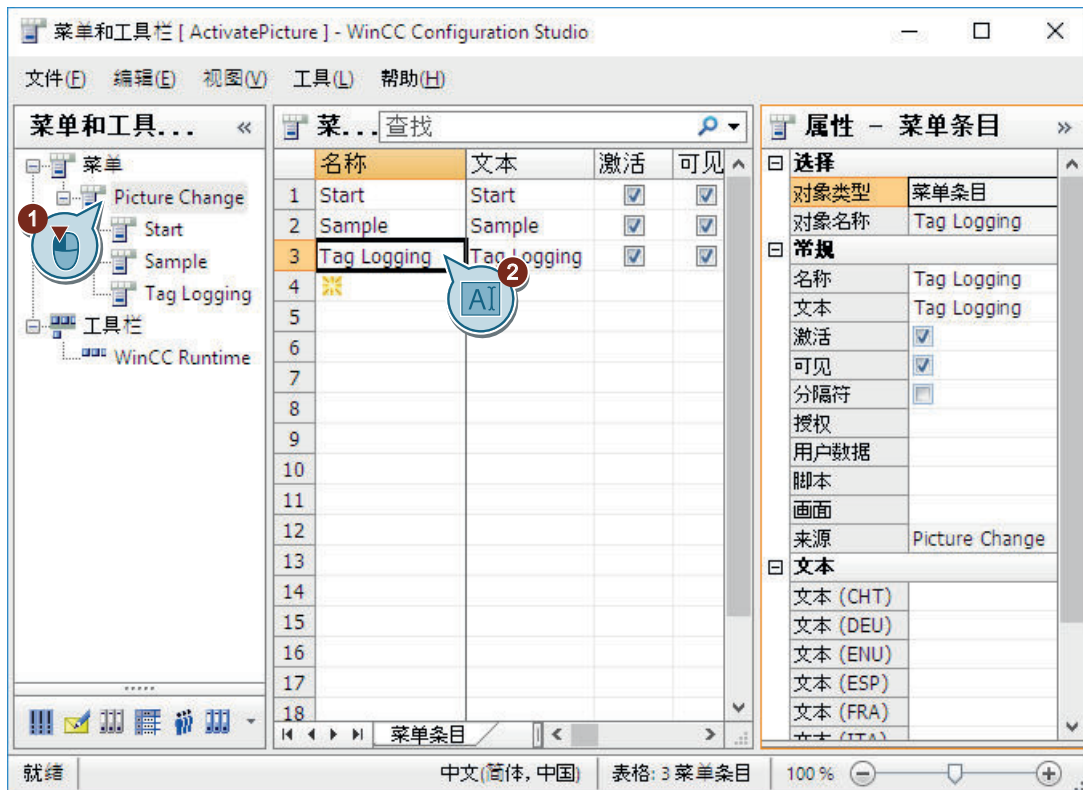 菜单和工具栏 [ ActivatePicture ] - WinCC Configuration Studio
文件(F) 编辑(E) 视图(V) 工具(L) 帮助(H)
菜单和工具... «
菜单
Picture Change
1
Start
Sample
Tag Logging
工具栏
WinCC Runtime
菜... 查找
名称 文本 激活 可见
1 Start Start
2 Sample Sample
3 Tag Logging Tag Logging
2
AI
4
5
6
7
8
9
10
11
12
13
14
15
16
17
18
菜单条目
属性 - 菜单条目 »
选择
对象类型 菜单条目
对象名称 Tag Logging
常规
名称 Tag Logging
文本 Tag Logging
激活
可见
分隔符
授权
用户数据
脚本
画面
来源 Picture Change
文本
文本 (CHT)
文本 (DEU)
文本 (ENU)
文本 (ESP)
文本 (FRA)
文本 (ITA)
就绪 中文(简体, 中国) 表格: 3 菜单条目 100 %